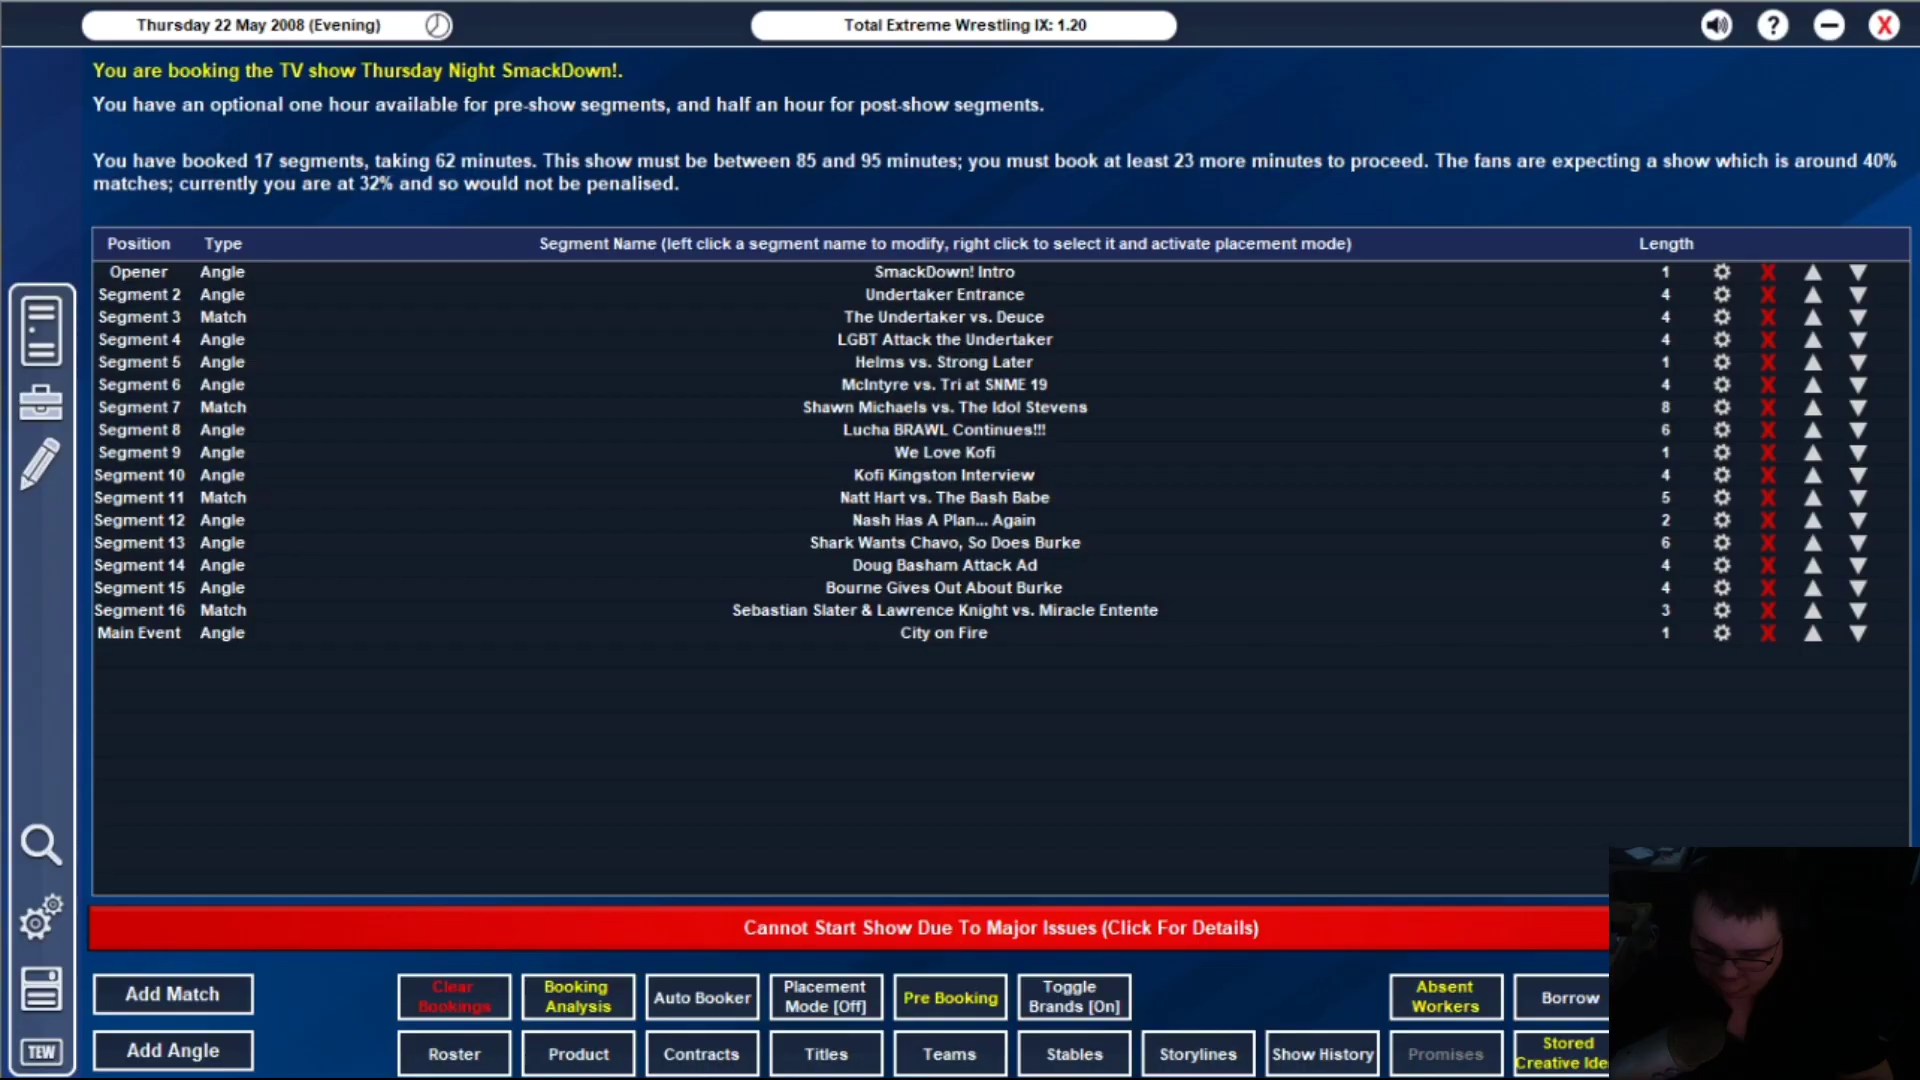 Thursday 22 May 2008 (Evening)
Total Extreme Wrestling IX: 1.20
?
X
You are booking the TV show Thursday Night SmackDown!.
You have an optional one hour available for pre-show segments, and half an hour for post-show segments.
You have booked 17 segments, taking 62 minutes. This show must be between 85 and 95 minutes; you must book at least 23 more minutes to proceed. The fans are expecting a show which is around 40%
matches; currently you are at 32% and so would not be penalised.
Position Type Segment Name (left click a segment name to modify, right click to select it and activate placement mode) Length
Opener Angle SmackDown! Intro 1 X
Segment 2 Angle Undertaker Entrance 4 X
Segment 3 Match The Undertaker vs. Deuce 4 X
Segment 4 Angle LGBT Attack the Undertaker 4 X
Segment 5 Angle Helms vs. Strong Later 1 X
Segment 6 Angle McIntyre vs. Tri at SNME 19 4 X
Segment 7 Match Shawn Michaels vs. The Idol Stevens 8 X
Segment 8 Angle Lucha BRAWL Continues!!! 6 X
Segment 9 Angle We Love Kofi 1 X
Segment 10 Angle Kofi Kingston Interview 4 X
Segment 11 Match Natt Hart vs. The Bash Babe 5 X
Segment 12 Angle Nash Has A Plan... Again 2 X
Segment 13 Angle Shark Wants Chavo, So Does Burke 6 X
Segment 14 Angle Doug Basham Attack Ad 4 X
Segment 15 Angle Bourne Gives Out About Burke 4 X
Segment 16 Match Sebastian Slater & Lawrence Knight vs. Miracle Entente 3 X
Main Event Angle City on Fire 1 X
Cannot Start Show Due To Major Issues (Click For Details)
Add Match
Clear
Bookings
Booking
Analysis
Auto Booker
Placement
Mode [Off]
Pre Booking
Toggle
Brands [On]
Absent
Workers
Borrow
TEW
Add Angle
Roster
Product
Contracts
Titles
Teams
Stables
Storylines
Show History
Promises
Stored
Creative Ide